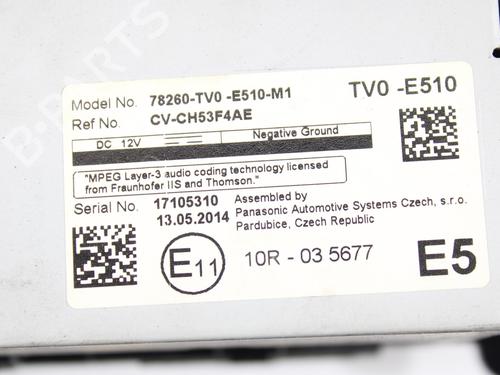 B-PARTS
Model No. 78260-TV0 -E510-M1
TV0 -E510
Ref No. CV-CH53F4AE
DC 12V Negative Ground
"MPEG Layer-3 audio coding technology licensed
from Fraunhofer IIS and Thomson."
Serial No. 17105310
13.05.2014
Assembled by
Panasonic Automotive Systems Czech, s.r.o.
Pardubice, Czech Republic
E11
10R - 03 5677
E5